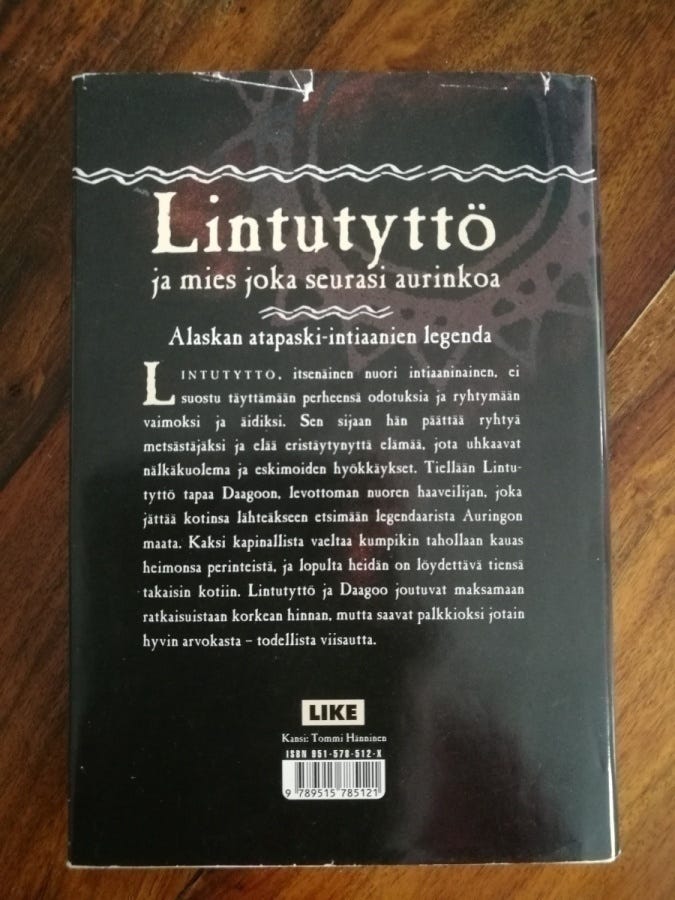 Lintutyttö
ja mies joka seurasi aurinkoa
Alaskan atapaski-intiaanien legenda
LINTUTYTTÖ, itsenäinen nuori intiaaninainen, ei
suostu täyttämään perheensä odotuksia ja ryhtymään
vaimoksi ja äidiksi. Sen sijaan hän päättää ryhtyä
metsästäjäksi ja elää eristäytynyttä elämää, jota uhkaavat
nälkäkuolema ja eskimoiden hyökkäykset. Tiellään Lintu-
tyttö tapaa Daagoon, levottoman nuoren haaveilijan, joka
jättää kotinsa lähteäkseen etsimään legendaarista Auringon
maata. Kaksi kapinallista vaeltaa kumpikin tahollaan kauas
heimonsa perinteistä, ja lopulta heidän on löydettävä tiensä
takaisin kotiin. Lintutyttö ja Daagoo joutuvat maksamaan
ratkaisuistaan korkean hinnan, mutta saavat palkkioksi jotain
hyvin arvokasta – todellista viisautta.
LIKE
Kansi: Tommi Hänninen
ISBN 951-578-512-X
9 789515 785121